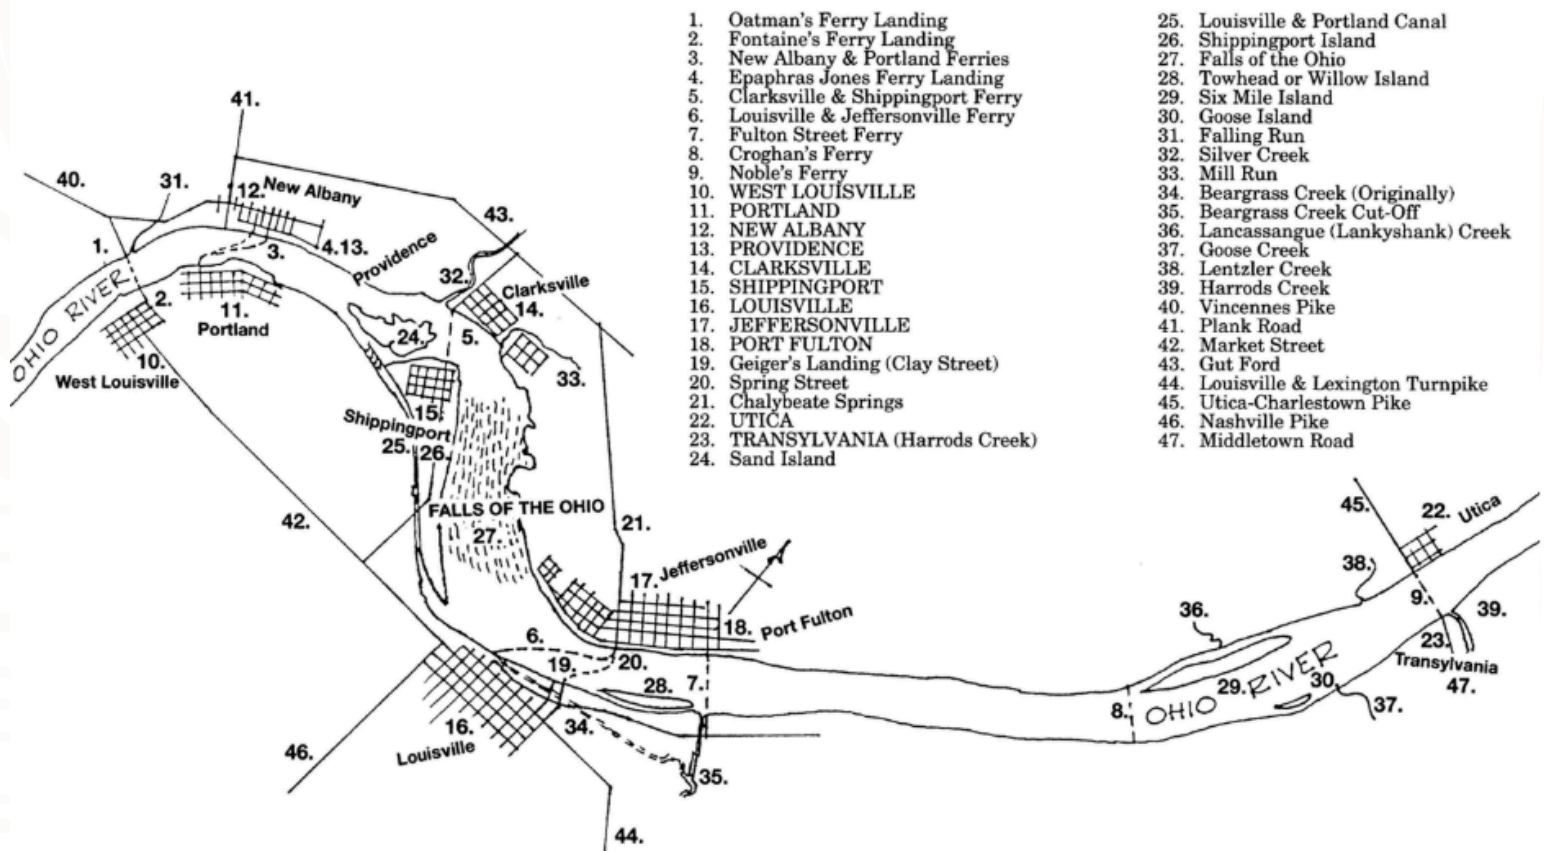 1. Oatman's Ferry Landing
2. Fontaine's Ferry Landing
3. New Albany & Portland Ferries
4. Epaphras Jones Ferry Landing
5. Clarksville & Shippingport Ferry
6. Louisville & Jeffersonville Ferry
7. Fulton Street Ferry
8. Croghan's Ferry
9. Noble's Ferry
10. WEST LOUISVILLE
11. PORTLAND
12. NEW ALBANY
13. PROVIDENCE
14. CLARKSVILLE
15. SHIPPINGPORT
16. LOUISVILLE
17. JEFFERSONVILLE
18. PORT FULTON
19. Geiger's Landing (Clay Street)
20. Spring Street
21. Chalybeate Springs
22. UTICA
23. TRANSYLVANIA (Harrods Creek)
24. Sand Island
25. Louisville & Portland Canal
26. Shippingport Island
27. Falls of the Ohio
28. Towhead or Willow Island
29. Six Mile Island
30. Goose Island
31. Falling Run
32. Silver Creek
33. Mill Run
34. Beargrass Creek (Originally)
35. Beargrass Creek Cut-Off
36. Lancassangue (Lankyshank) Creek
37. Goose Creek
38. Lentzler Creek
39. Harrods Creek
40. Vincennes Pike
41. Plank Road
42. Market Street
43. Gut Ford
44. Louisville & Lexington Turnpike
45. Utica-Charlestown Pike
46. Nashville Pike
47. Middletown Road
41.
40.
31.
12. New Albany
43.
1.
3.
4.13.
Providence
32.
Clarksville
14.
OHIO RIVER
2.
11.
Portland
24.
5.
10.
West Louisville
33.
15.
Shippingport
25.
26.
42.
FALLS OF THE OHIO
27.
21.
45.
22.
Utica
17. Jeffersonville
38.
18. Port Fulton
9.
36.
39.
6.
23.
Transylvania
19.
20.
28.
7.
29.
OHIO RIVER
30
47.
8.
37.
16.
Louisville
34.
46.
35.
44.